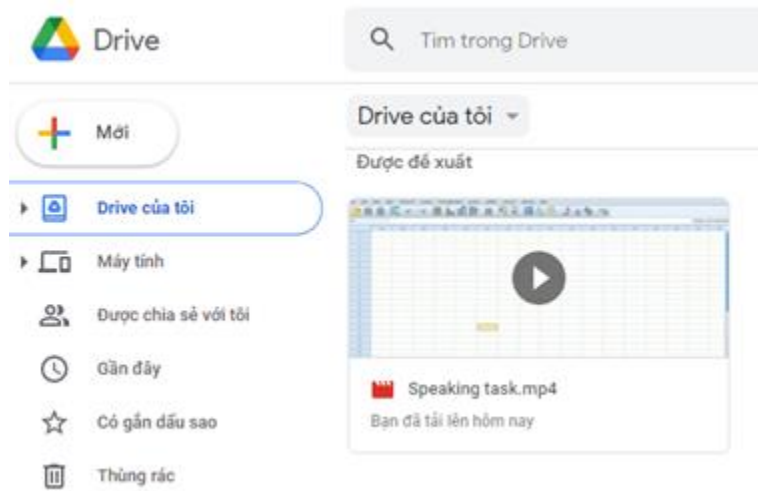 Drive
Tìm trong Drive
Mới
Drive của tôi
Máy tính
Được chia sẻ với tôi
Gần đây
Có gắn dấu sao
Thùng rác
Drive của tôi
Được đề xuất
Speaking task.mp4
Bạn đã tải lên hôm nay